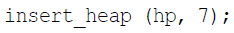 insert_heap (hp, 7);